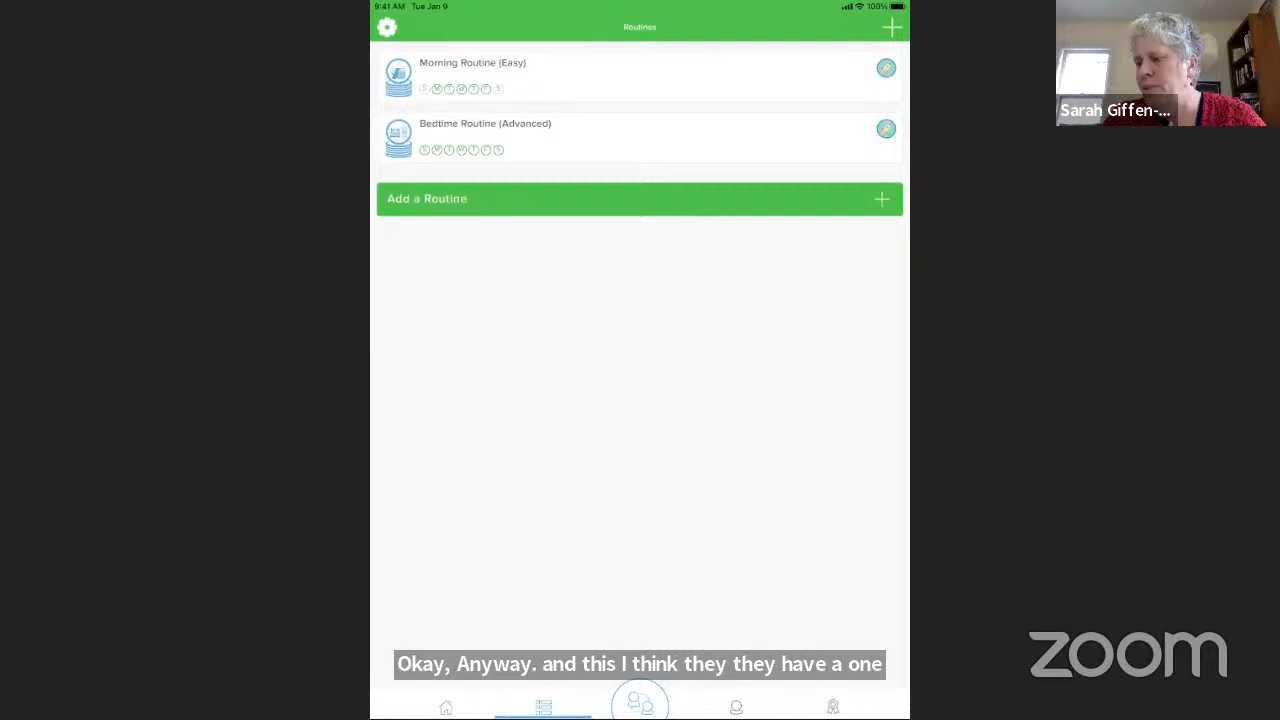 9:41 AM Tue Jan 9
100%
Routines
Morning Routine (Easy)
S M T W T F S
Bedtime Routine (Advanced)
S M T W T F S
Add a Routine
Sarah Giffen-...
Okay, Anyway. and this I think they they have a one
zoom